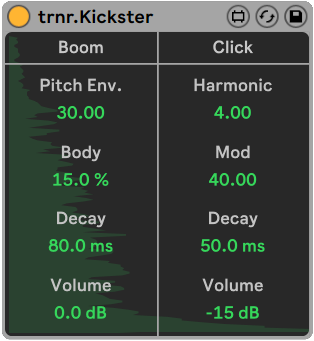 trnr.Kickster
Boom Click
Pitch Env. Harmonic
30.00 4.00
Body Mod
15.0 % 40.00
Decay Decay
80.0 ms 50.0 ms
Volume Volume
0.0 dB -15 dB